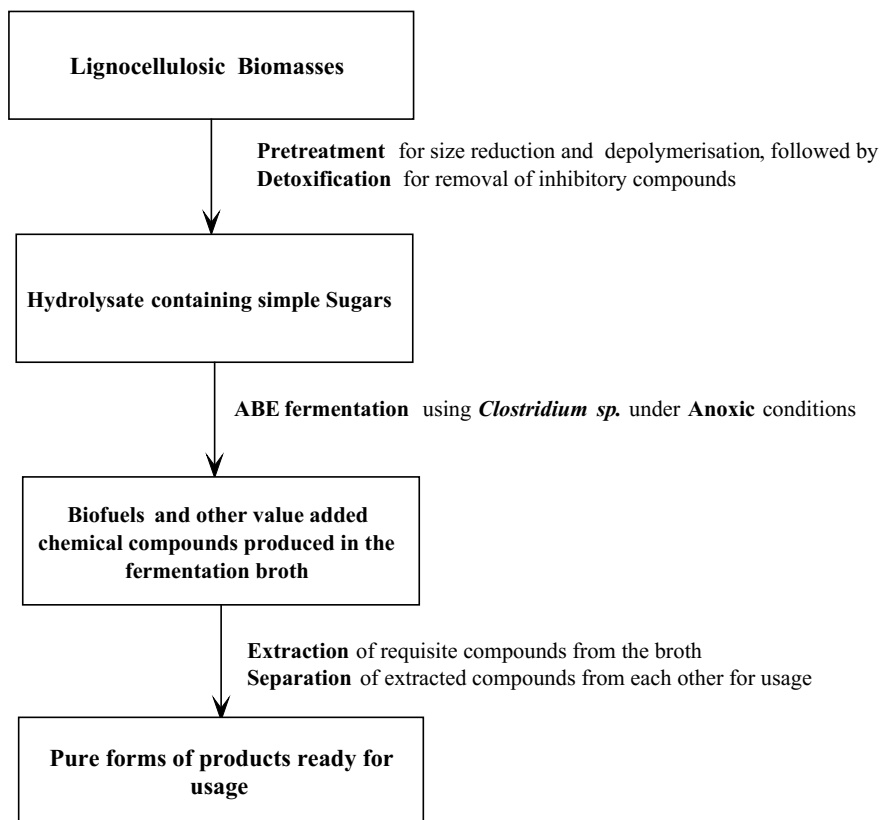 Lignocellulosic Biomasses
Pretreatment for size reduction and depolymerisation, followed by
Detoxification for removal of inhibitory compounds
Hydrolysate containing simple Sugars
ABE fermentation using Clostridium sp. under Anoxic conditions
Biofuels and other value added
chemical compounds produced in the
fermentation broth
Extraction of requisite compounds from the broth
Separation of extracted compounds from each other for usage
Pure forms of products ready for
usage